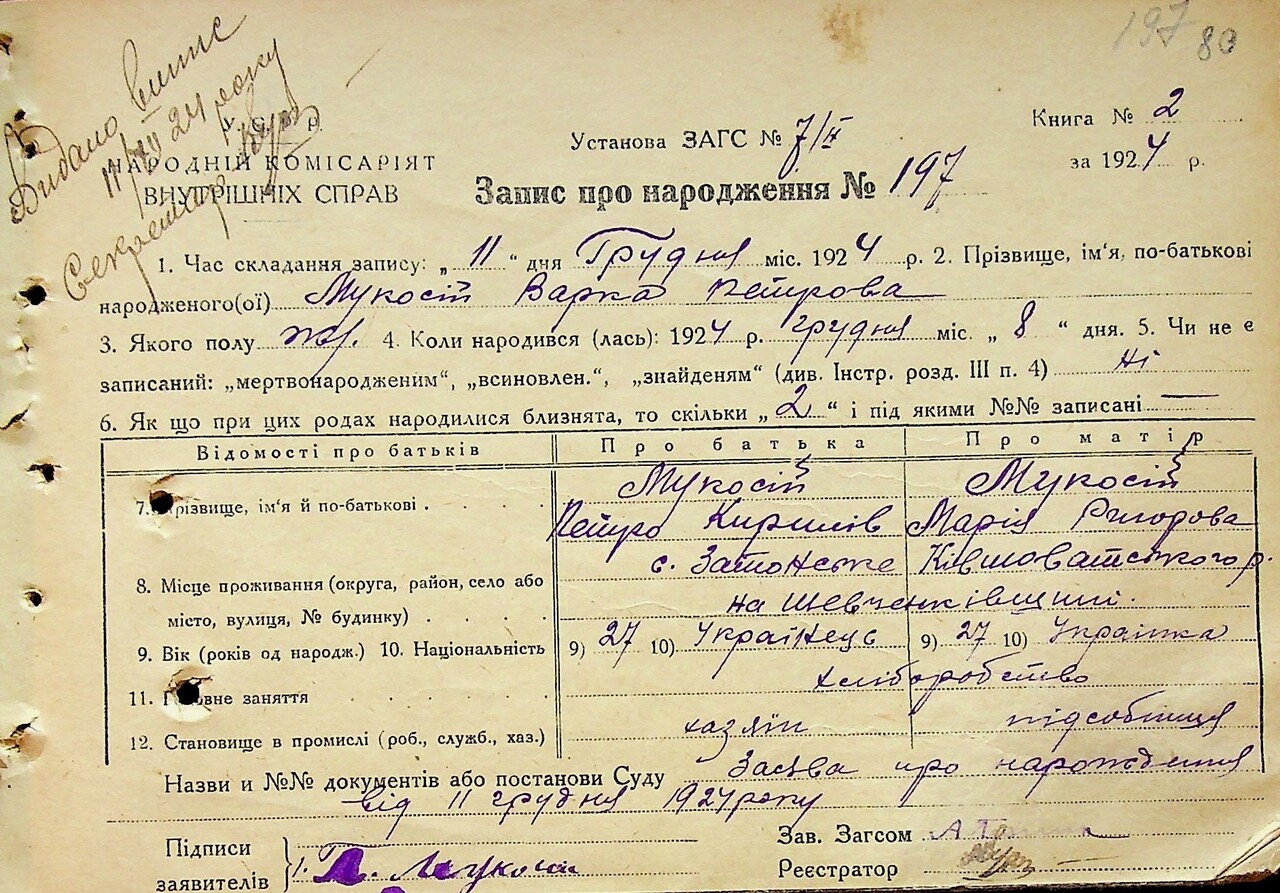 197 80
Видано витяг
11/XII 24 року
Секретар
У. С. Р. Р.
НАРОДНІЙ КОМІСАРІЯТ
ВНУТРІШНІХ СПРАВ
Установа ЗАГС № 7/ІІ
Книга № 2
за 1924 р.
Запис про народження № 197
1. Час складання запису: „ 11 “ дня Грудня міс. 1924 р. 2. Прізвище, ім‘я, по-батькові
народженого(ої) Мукосій Варка Петрова
3. Якого полу жін. 4. Коли народився (лась): 1924 р. грудня міс. „ 8 “ дня. 5. Чи не є
записаний: „мертвонародженим“, „всиновлен.“, „знайденям“ (див. Інстр. розд. III п. 4) Ні
6. Як що при цих родах народилися близнята, то скільки „ 2 “ і під якими №№ записані —
Відомості про батьків Про батька Про матір
7. Прізвище, ім‘я й по-батькові Мукосій Мукосій
Петро Кирилів Марія Ригорова
8. Місце проживання (округа, район, село або с. Затонське Ківшоватського р.
місто, вулиця, № будинку) на Шевченківщині.
9. Вік (років од народж.) 10. Національність 9) 27 10) Українець 9) 27 10) Українка
11. Головне заняття хліборобство
12. Становище в промислі (роб., служб., хаз.) хазяїн підсобниця
Назви и №№ документів або постанови Суду Заява про нарождення
від 11 грудня 1924 року
Підписи
заявителів
1. П. Мукосій
Зав. Загсом
Реєстратор